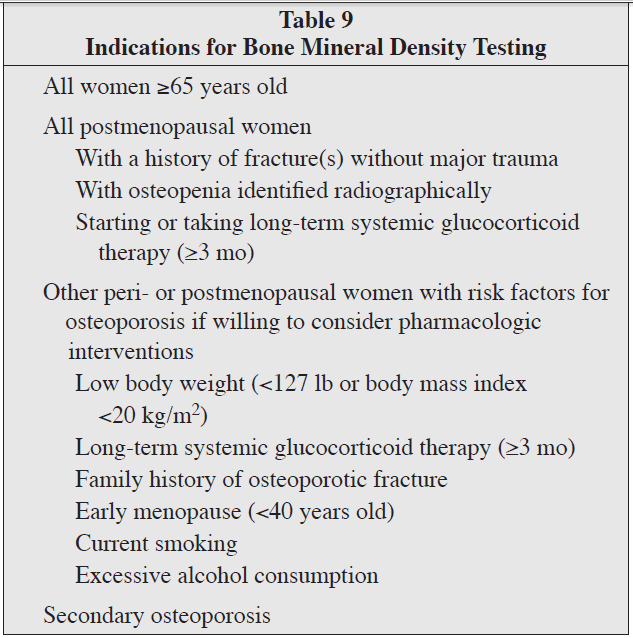 Table 9
Indications for Bone Mineral Density Testing
All women ≥65 years old
All postmenopausal women
With a history of fracture(s) without major trauma
With osteopenia identified radiographically
Starting or taking long-term systemic glucocorticoid
therapy (≥3 mo)
Other peri- or postmenopausal women with risk factors for
osteoporosis if willing to consider pharmacologic
interventions
Low body weight (<127 lb or body mass index
<20 kg/m²)
Long-term systemic glucocorticoid therapy (≥3 mo)
Family history of osteoporotic fracture
Early menopause (<40 years old)
Current smoking
Excessive alcohol consumption
Secondary osteoporosis